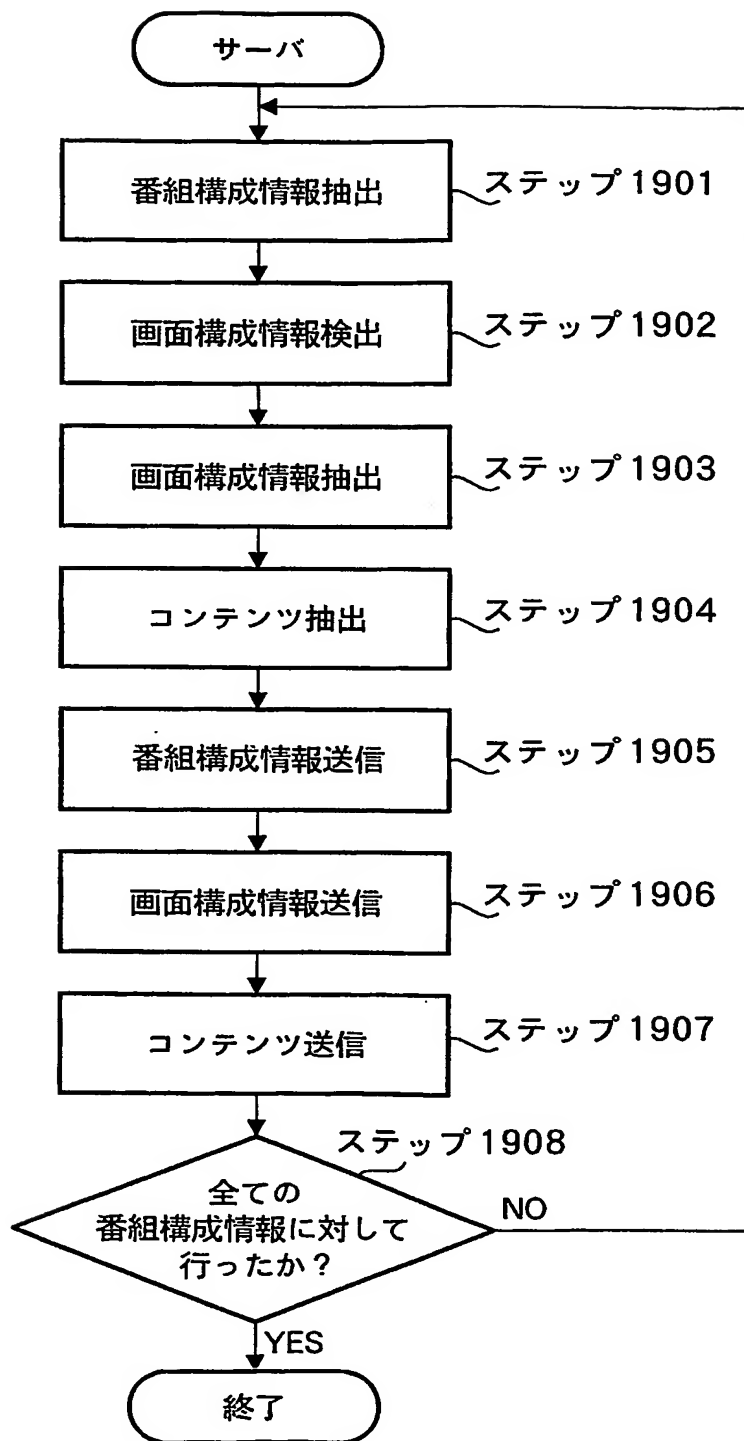 サーバ
番組構成情報抽出
ステップ1901
画面構成情報検出
ステップ1902
画面構成情報抽出
ステップ1903
コンテンツ抽出
ステップ1904
番組構成情報送信
ステップ1905
画面構成情報送信
ステップ1906
コンテンツ送信
ステップ1907
ステップ1908
全ての
番組構成情報に対して
行ったか？
NO
YES
終了